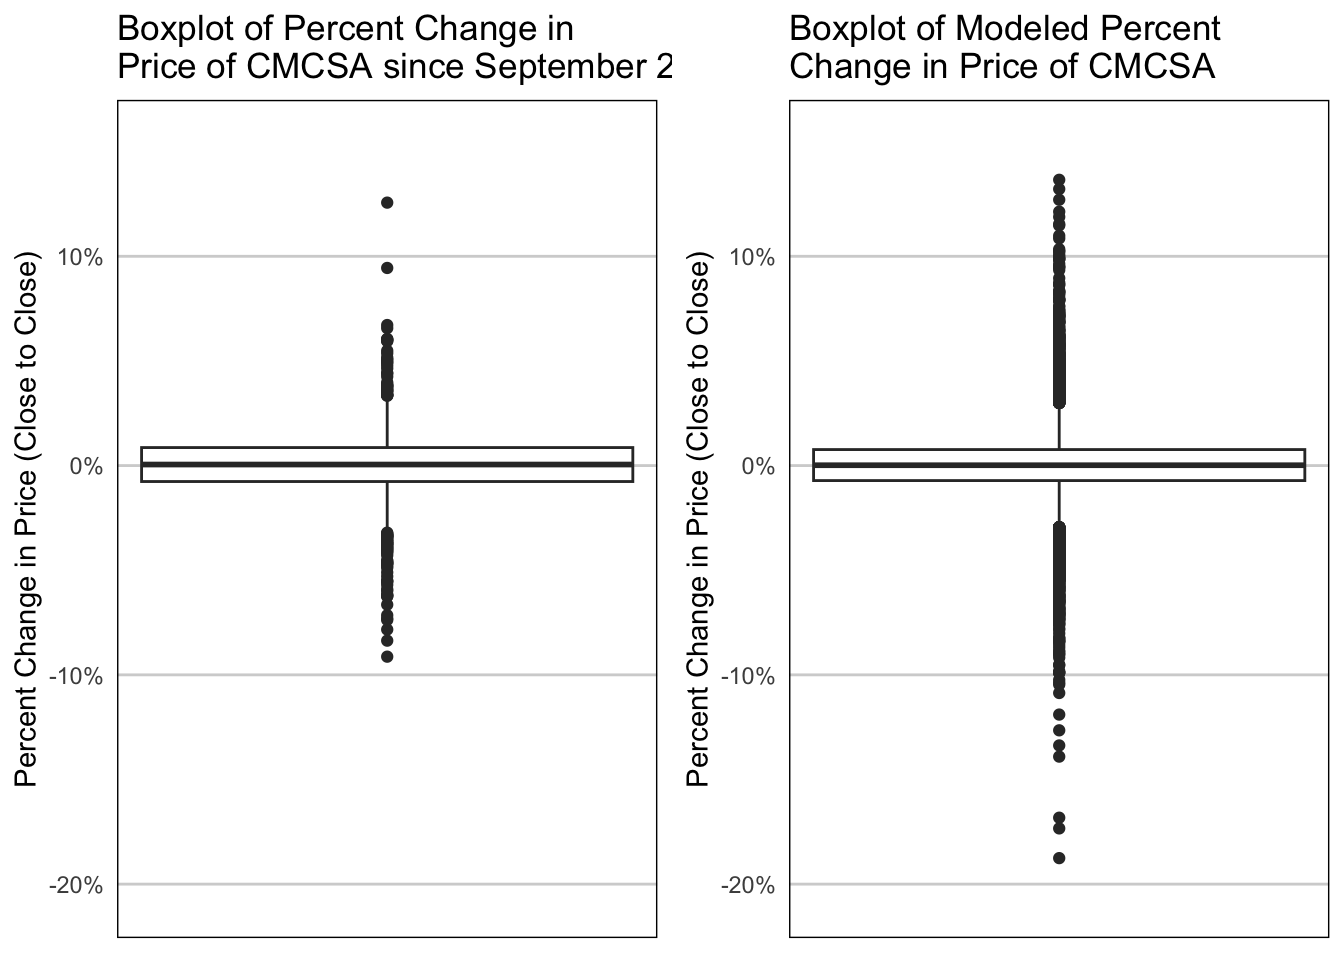 Boxplot of Percent Change in
Price of CMCSA since September 2
Percent Change in Price (Close to Close)
10%
0%
-10%
-20%
Boxplot of Modeled Percent
Change in Price of CMCSA
Percent Change in Price (Close to Close)
10%
0%
-10%
-20%